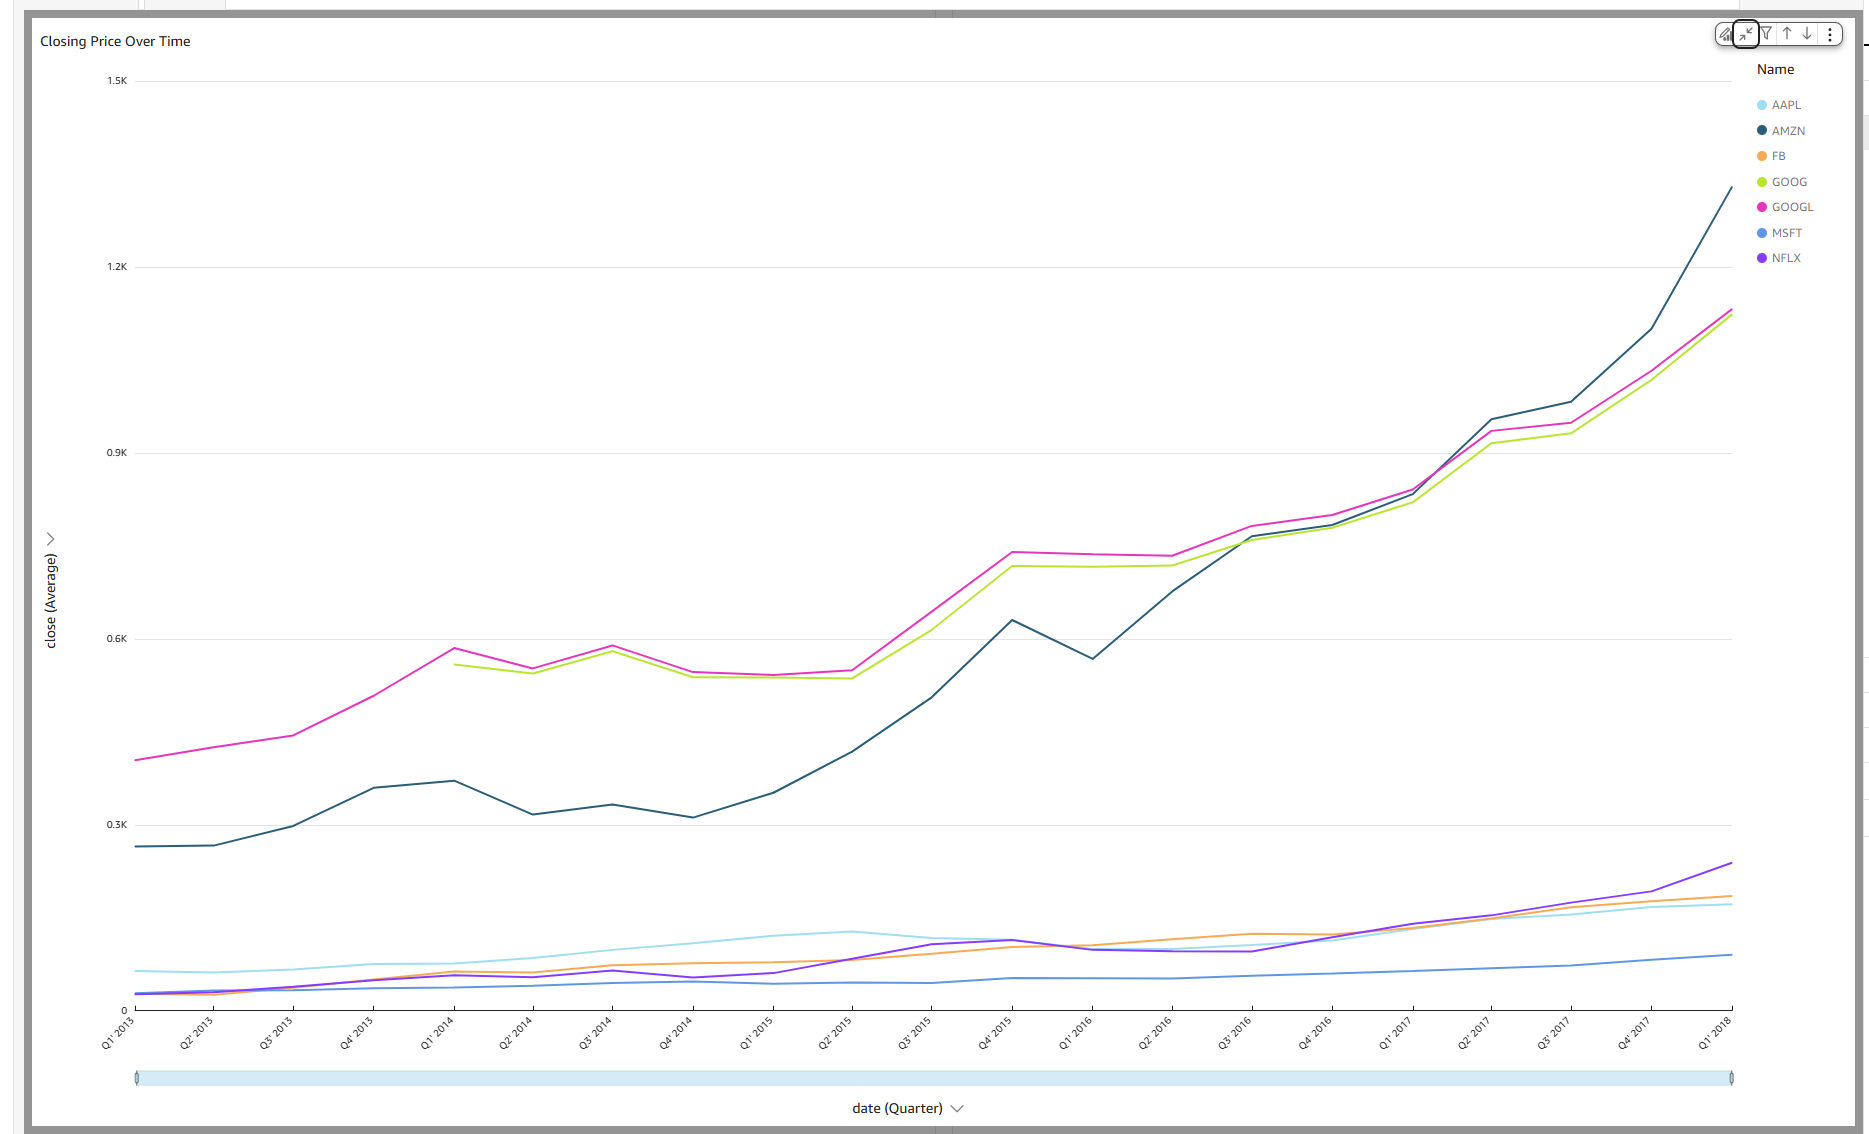 Closing Price Over Time
Name
AAPL
AMZN
FB
GOOG
GOOGL
MSFT
NFLX
close (Average)
1.5K
1.2K
0.9K
0.6K
0.3K
0
Q1' 2013
Q2' 2013
Q3' 2013
Q4' 2013
Q1' 2014
Q2' 2014
Q3' 2014
Q4' 2014
Q1' 2015
Q2' 2015
Q3' 2015
Q4' 2015
Q1' 2016
Q2' 2016
Q3' 2016
Q4' 2016
Q1' 2017
Q2' 2017
Q3' 2017
Q4' 2017
Q1' 2018
date (Quarter)